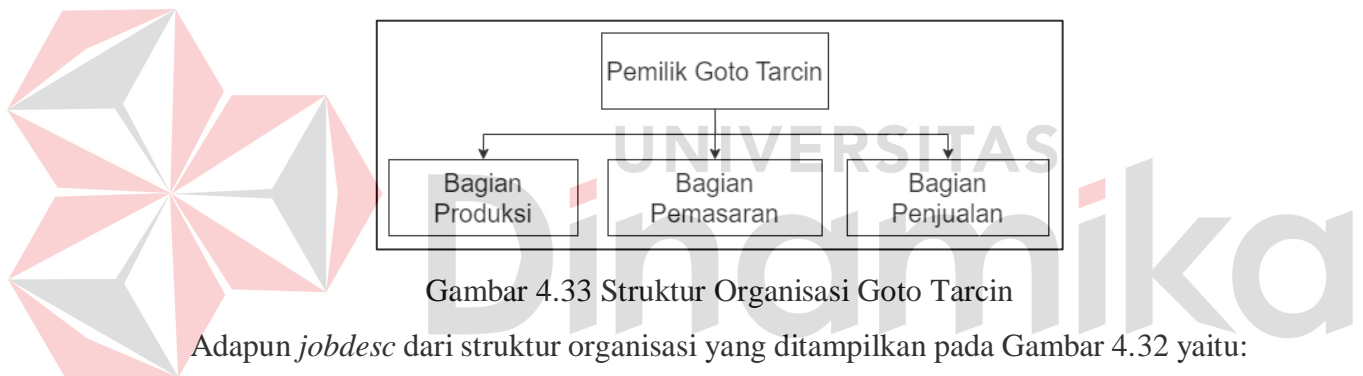 Pemilik Goto Tarcin
UNIVERSITAS
Bagian
Produksi
Bagian
Pemasaran
Bagian
Penjualan
Dinamika
Gambar 4.33 Struktur Organisasi Goto Tarcin
Adapun jobdesc dari struktur organisasi yang ditampilkan pada Gambar 4.32 yaitu: